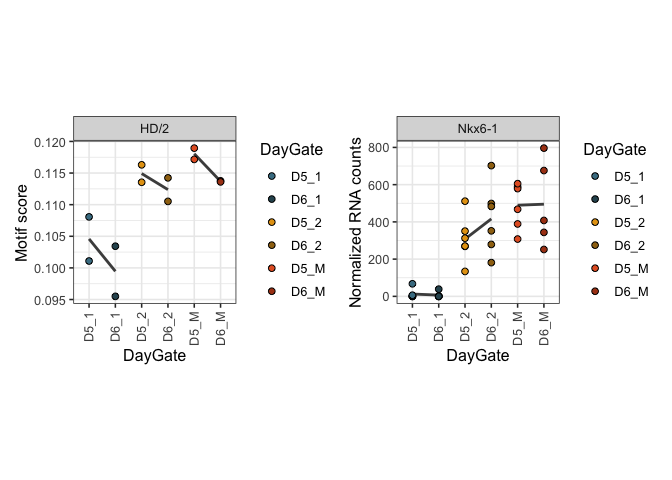 HD/2
Motif score
0.120
0.115
0.110
0.105
0.100
0.095
D5_1
D6_1
D5_2
D6_2
D5_M
D6_M
DayGate
DayGate
D5_1
D6_1
D5_2
D6_2
D5_M
D6_M
Nkx6-1
Normalized RNA counts
800
600
400
200
0
D5_1
D6_1
D5_2
D6_2
D5_M
D6_M
DayGate
DayGate
D5_1
D6_1
D5_2
D6_2
D5_M
D6_M